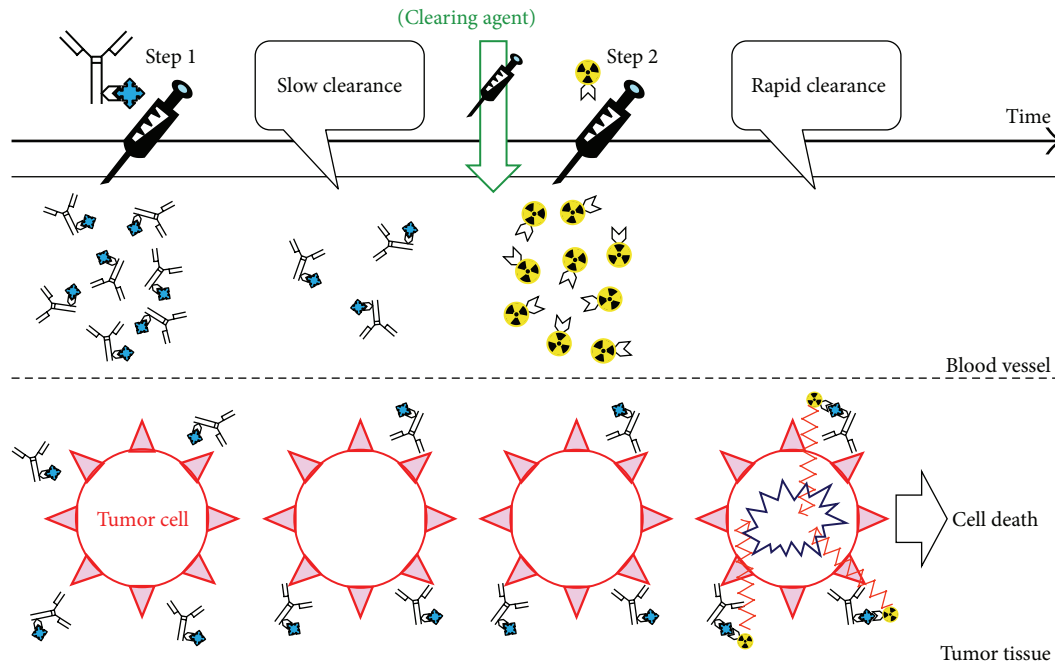 (Clearing agent)
Step 1
Slow clearance
Step 2
Rapid clearance
Time
Blood vessel
Tumor cell
Cell death
Tumor tissue